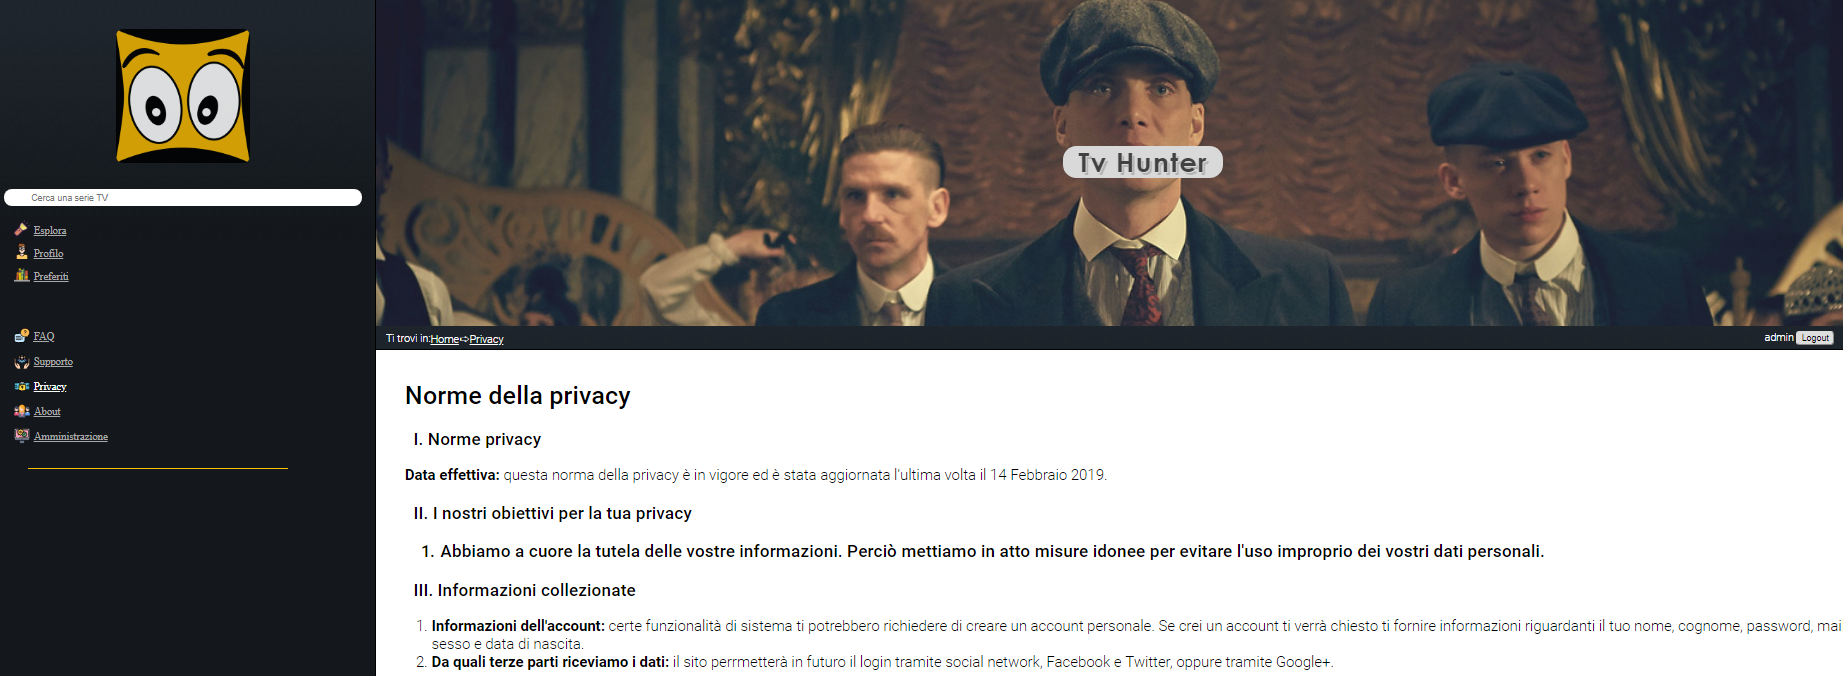 Tv Hunter
Cerca una serie TV
Esplora
Profilo
Preferiti
FAQ
Supporto
Privacy
About
Amministrazione
Ti trovi in:Home➪Privacy
admin Logout
Norme della privacy
I. Norme privacy
Data effettiva: questa norma della privacy è in vigore ed è stata aggiornata l'ultima volta il 14 Febbraio 2019.
II. I nostri obiettivi per la tua privacy
1. Abbiamo a cuore la tutela delle vostre informazioni. Perciò mettiamo in atto misure idonee per evitare l'uso improprio dei vostri dati personali.
III. Informazioni collezionate
1. Informazioni dell'account: certe funzionalità di sistema ti potrebbero richiedere di creare un account personale. Se crei un account ti verrà chiesto ti fornire informazioni riguardanti il tuo nome, cognome, password, mai
sesso e data di nascita.
2. Da quali terze parti riceviamo i dati: il sito perrmetterà in futuro il login tramite social network, Facebook e Twitter, oppure tramite Google+.